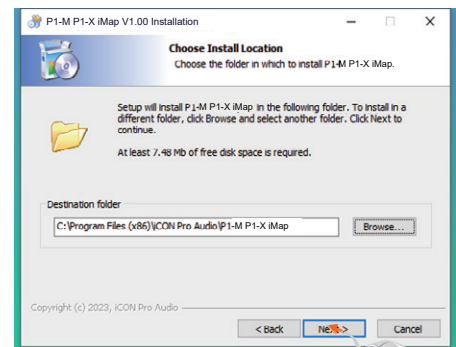 P1-M P1-X iMap V1.00 Installation
Choose Install Location
Choose the folder in which to install P1-M P1-X iMap.
Setup will install P1-M P1-X iMap in the following folder. To install in a
different folder, click Browse and select another folder. Click Next to
continue.
At least 7.48 Mb of free disk space is required.
Destination folder
C:\Program Files (x86)\iCON Pro Audio\P1-M P1-X iMap
Browse...
Copyright (c) 2023, iCON Pro Audio
< Back
Next >
Cancel